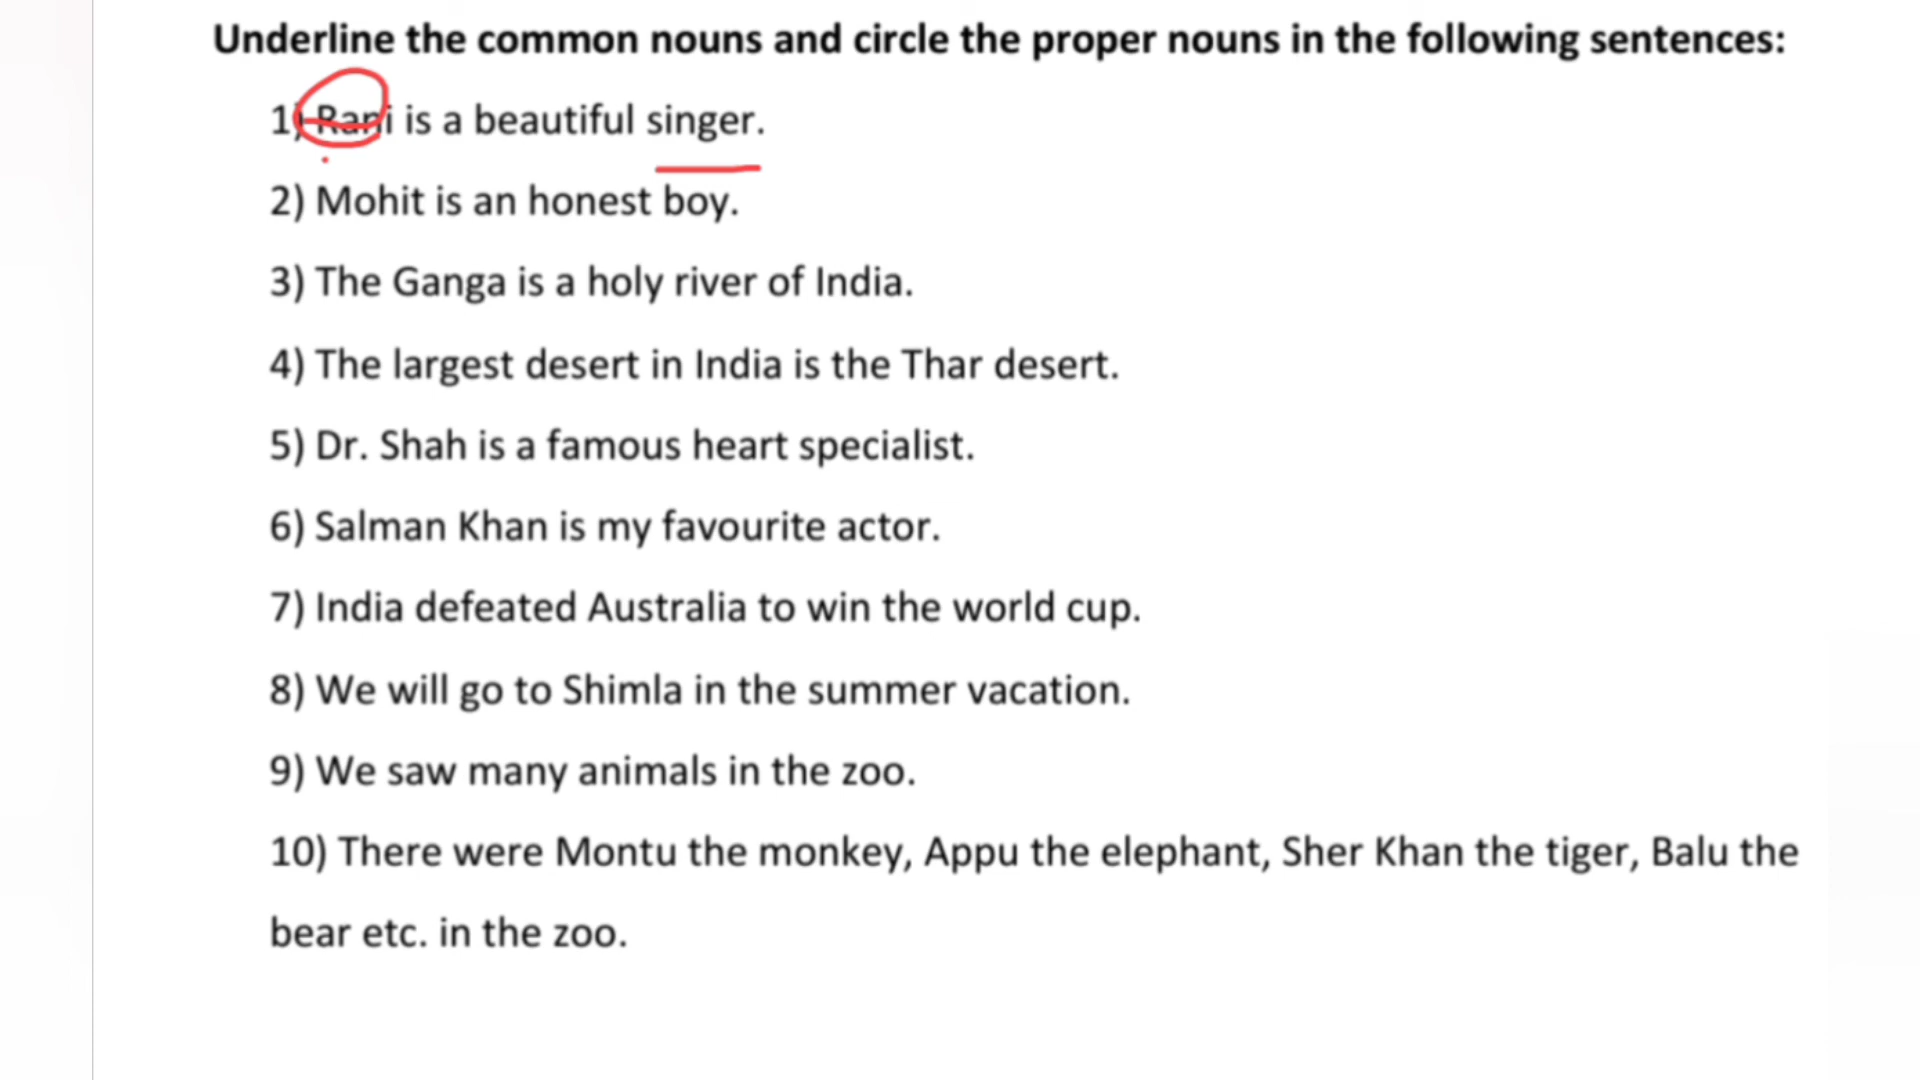 Underline the common nouns and circle the proper nouns in the following sentences:
1) Rani is a beautiful singer.
2) Mohit is an honest boy.
3) The Ganga is a holy river of India.
4) The largest desert in India is the Thar desert.
5) Dr. Shah is a famous heart specialist.
6) Salman Khan is my favourite actor.
7) India defeated Australia to win the world cup.
8) We will go to Shimla in the summer vacation.
9) We saw many animals in the zoo.
10) There were Montu the monkey, Appu the elephant, Sher Khan the tiger, Balu the
bear etc. in the zoo.